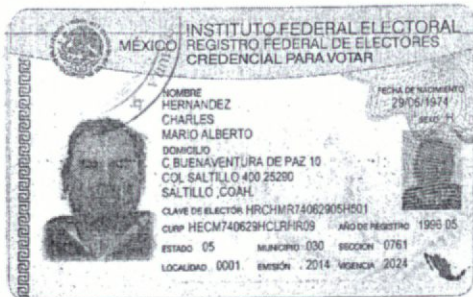 MÉXICO
INSTITUTO FEDERAL ELECTORAL
REGISTRO FEDERAL DE ELECTORES
CREDENCIAL PARA VOTAR
NOMBRE
HERNANDEZ
CHARLES
MARIO ALBERTO
FECHA DE NACIMIENTO
29/06/1974
SEXO H
DOMICILIO
C BUENAVENTURA DE PAZ 10
COL SALTILLO 400 25290
SALTILLO ,COAH.
CLAVE DE ELECTOR HRCHMR74062905H501
CURP HECM740629HCLRHR09 AÑO DE REGISTRO 1996 05
ESTADO 05 MUNICIPIO 030 SECCION 0761
LOCALIDAD 0001 EMISIÓN 2014 VIGENCIA 2024